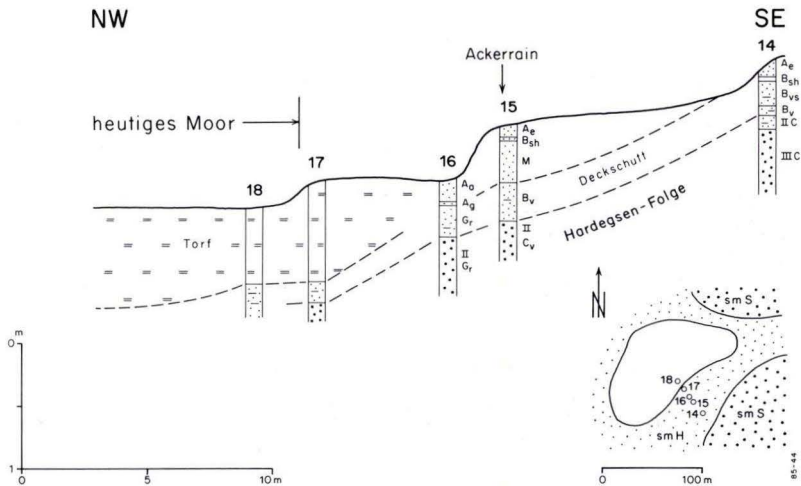 NW
SE
14
Ackerrain
15
heutiges Moor
17
16
18
Ae
Bsh
Bvs
Bv
II C
III C
Ae
Bsh
M
Bv
II
Cv
Aa
Ag
Gr
II
Gr
Deckschutt
Hardegsen-Folge
Torf
N
sm S
18 17
16 15
14
sm S
sm H
m
0
1
0 5 10 m
0 100 m
85-44